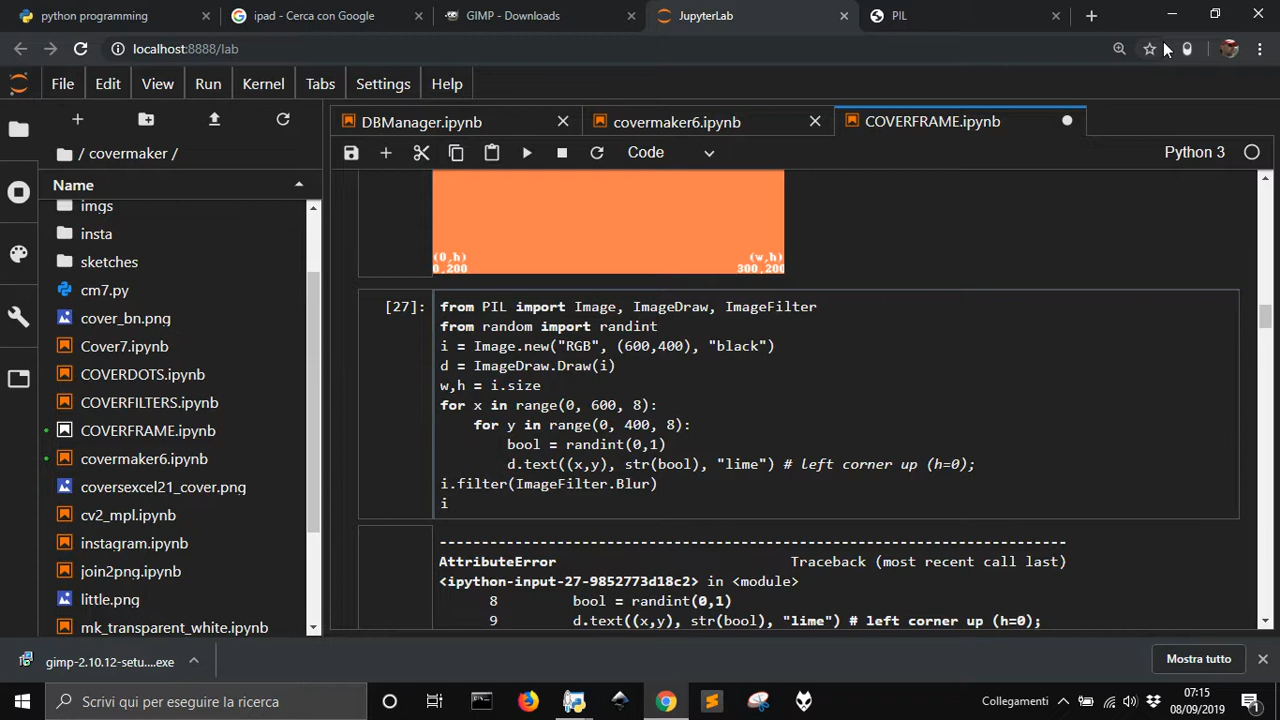 python programming
ipad - Cerca con Google
GIMP - Downloads
JupyterLab
PIL
localhost:8888/lab
File Edit View Run Kernel Tabs Settings Help
/ covermaker /
Name
imgs
insta
sketches
cm7.py
cover_bn.png
Cover7.ipynb
COVERDOTS.ipynb
COVERFILTERS.ipynb
COVERFRAME.ipynb
covermaker6.ipynb
coversexcel21_cover.png
cv2_mpl.ipynb
instagram.ipynb
join2png.ipynb
little.png
mk_transparent_white.ipynb
DBManager.ipynb
covermaker6.ipynb
COVERFRAME.ipynb
Code
Python 3
(0,h) (w,h)
0,200 300,200
[27]:
from PIL import Image, ImageDraw, ImageFilter
from random import randint
i = Image.new("RGB", (600,400), "black")
d = ImageDraw.Draw(i)
w,h = i.size
for x in range(0, 600, 8):
    for y in range(0, 400, 8):
        bool = randint(0,1)
        d.text((x,y), str(bool), "lime") # left corner up (h=0);
i.filter(ImageFilter.Blur)
i
---------------------------------------------------------------------------
AttributeError Traceback (most recent call last)
<ipython-input-27-9852773d18c2> in <module>
8 bool = randint(0,1)
9 d.text((x,y), str(bool), "lime") # left corner up (h=0);
gimp-2.10.12-setu....exe
Mostra tutto
Scrivi qui per eseguire la ricerca
Collegamenti
07:15
08/09/2019
1